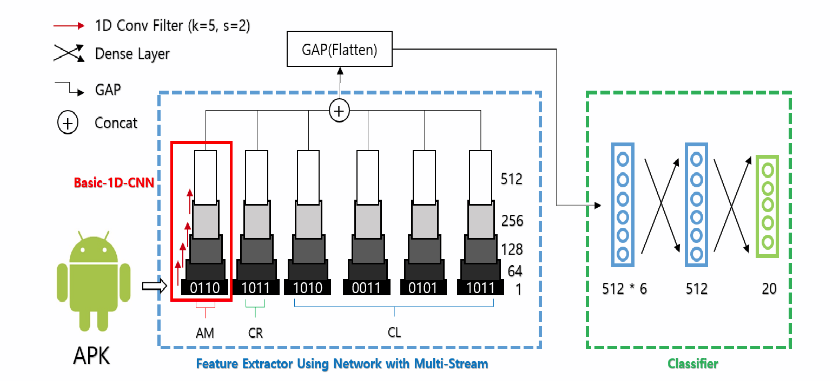 1D Conv Filter (k=5, s=2)
Dense Layer
GAP
Concat
GAP(Flatten)
+
+
Basic-1D-CNN
512
256
128
64
1
0110 1011 1010 0011 0101 1011
AM CR CL
APK
Feature Extractor Using Network with Multi-Stream
512 * 6 512 20
Classifier